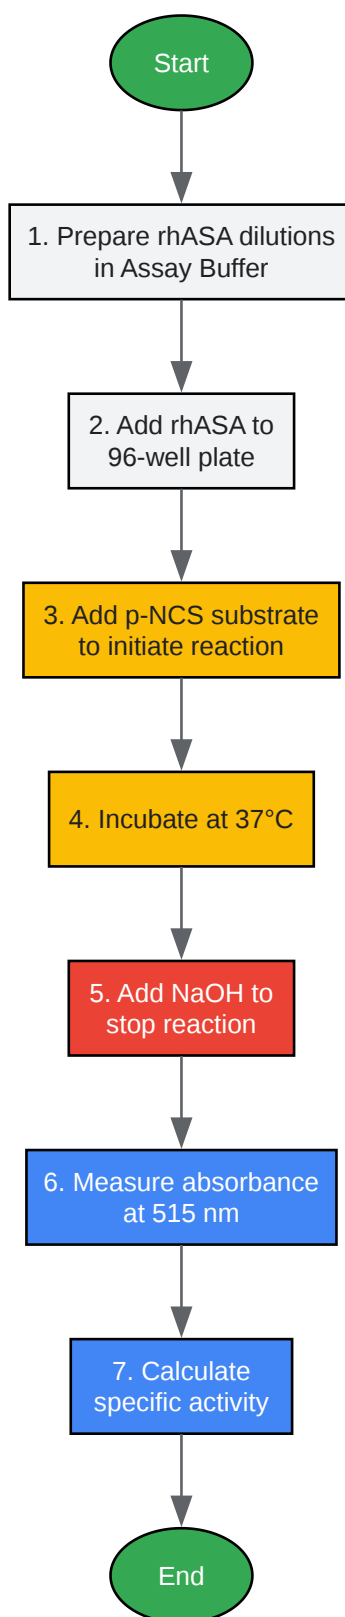 Start
1. Prepare rhASA dilutions
in Assay Buffer
2. Add rhASA to
96-well plate
3. Add p-NCS substrate
to initiate reaction
4. Incubate at 37°C
5. Add NaOH to
stop reaction
6. Measure absorbance
at 515 nm
7. Calculate
specific activity
End